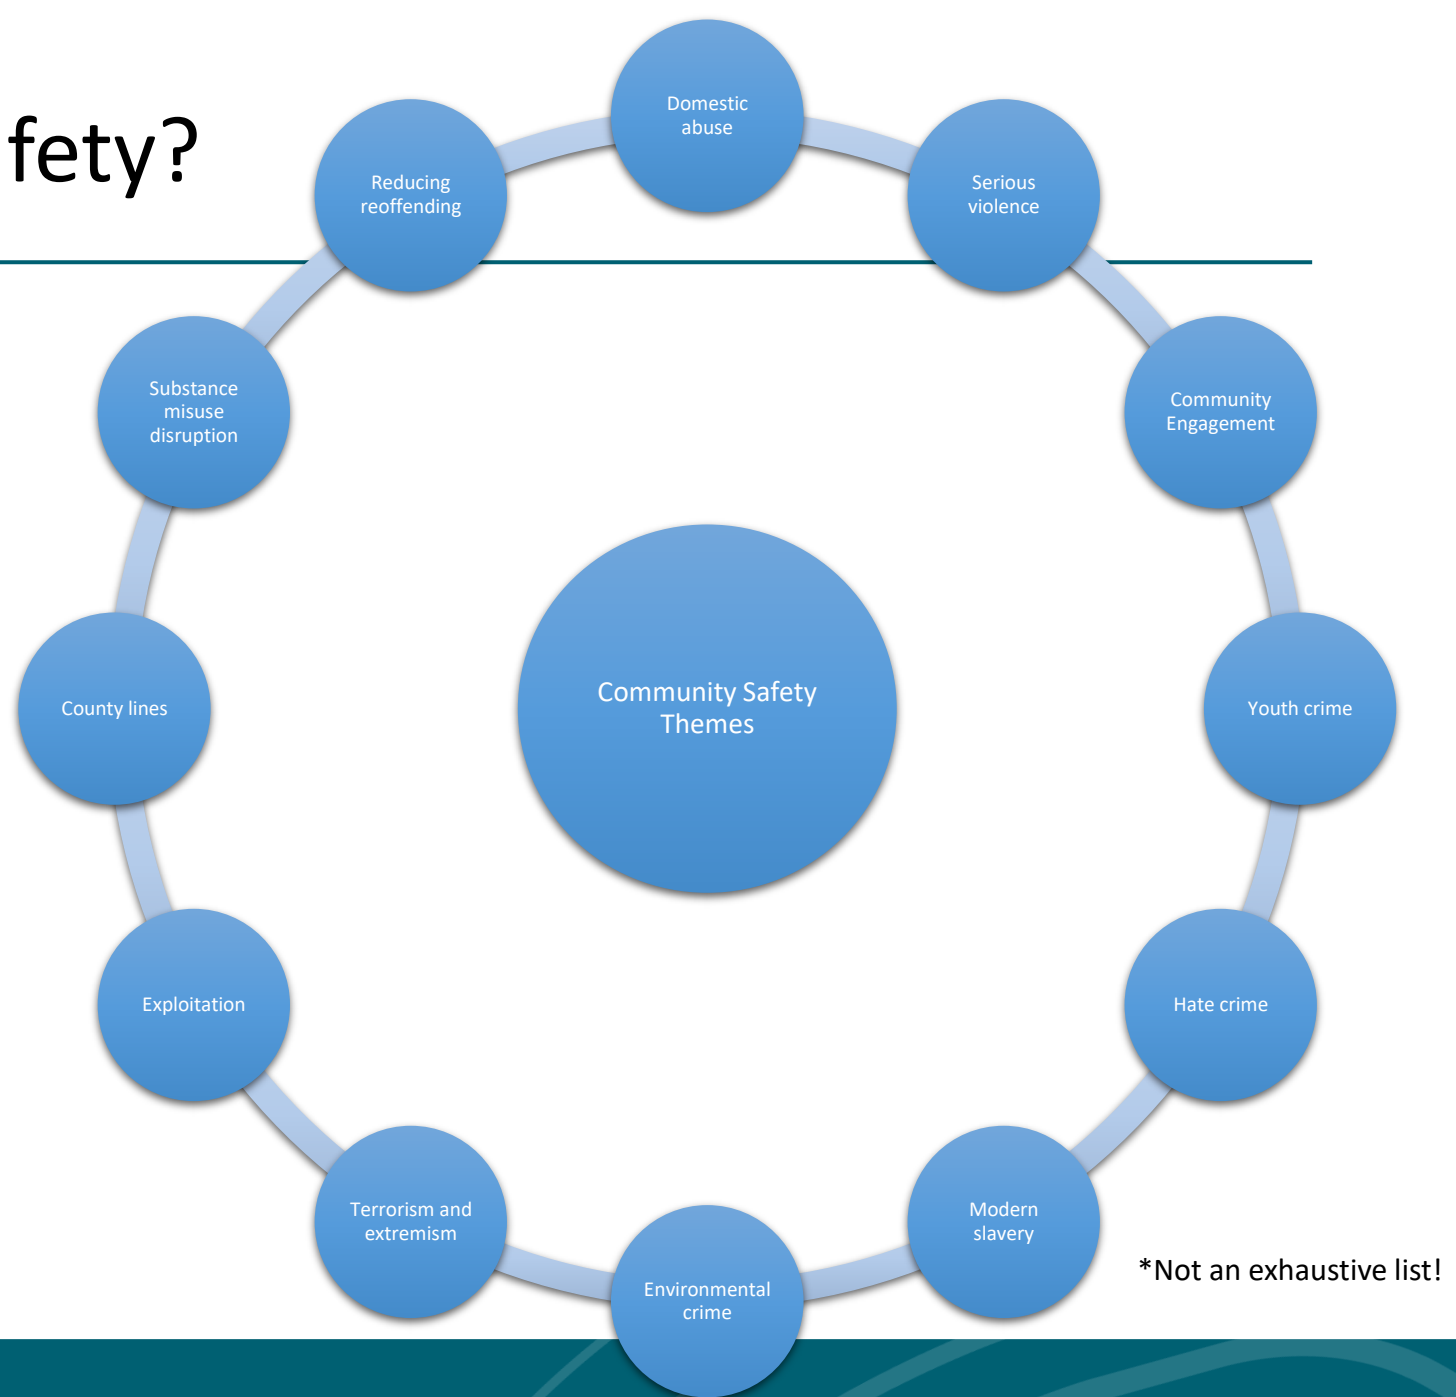 fety?
Domestic
abuse
Serious
violence
Community
Engagement
Youth crime
Hate crime
Modern
slavery
Environmental
crime
Terrorism and
extremism
Exploitation
County lines
Substance
misuse
disruption
Reducing
reoffending
Community Safety
Themes
*Not an exhaustive list!